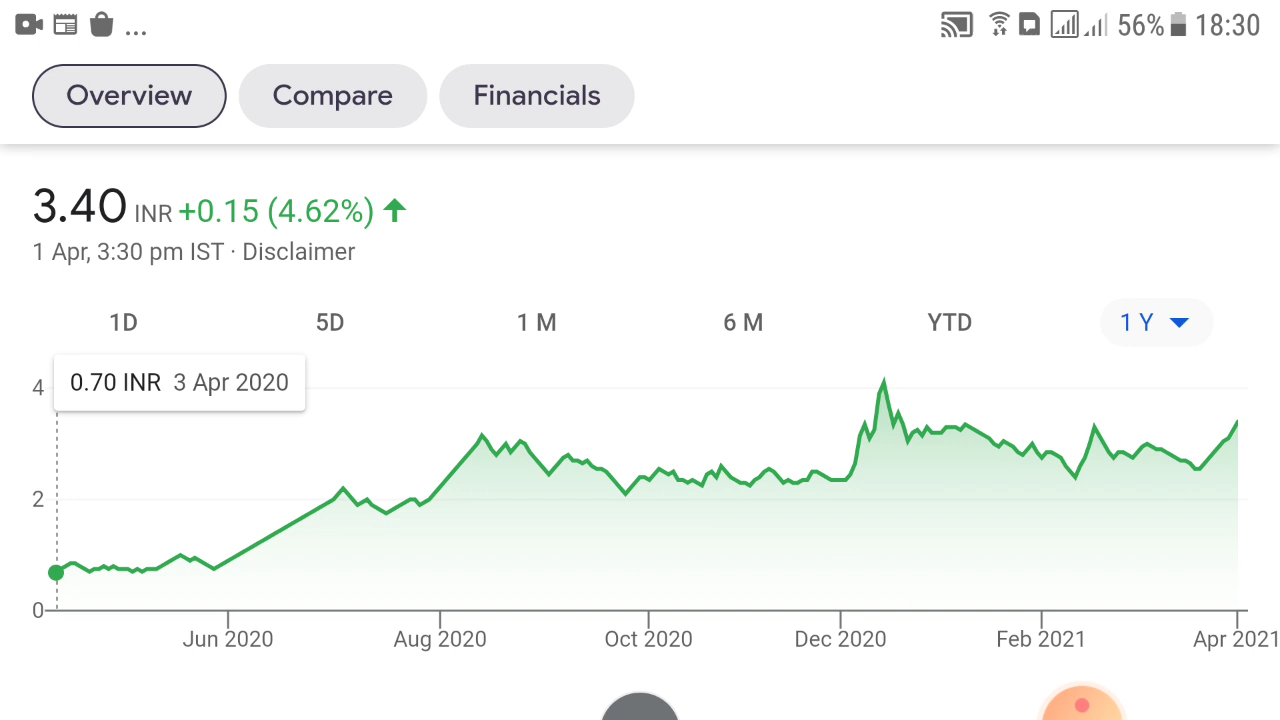 ... 56% 18:30
Overview Compare Financials
3.40 INR +0.15 (4.62%)
1 Apr, 3:30 pm IST · Disclaimer
1D 5D 1 M 6 M YTD 1 Y
0.70 INR 3 Apr 2020
4
2
0
Jun 2020 Aug 2020 Oct 2020 Dec 2020 Feb 2021 Apr 2021